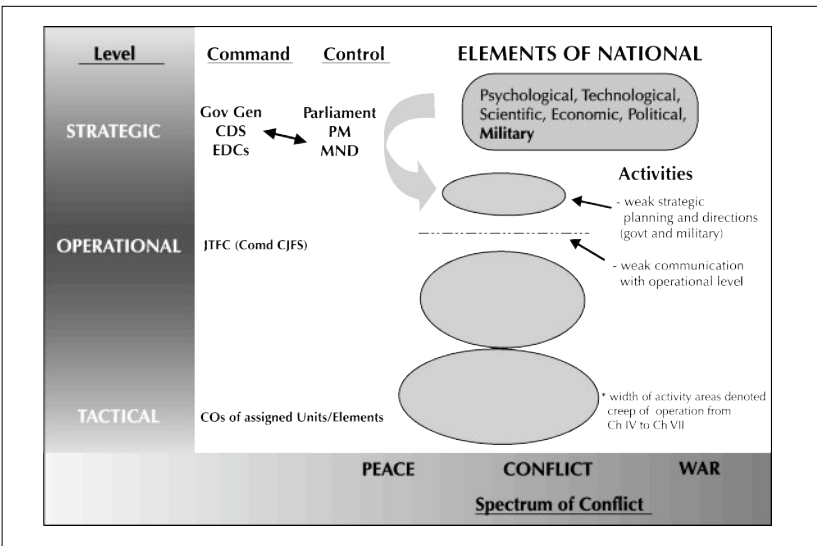 Level Command Control ELEMENTS OF NATIONAL
Psychological, Technological,
Scientific, Economic, Political,
Military
STRATEGIC
Gov Gen
CDS
EDCs
Parliament
PM
MND
Activities
- weak strategic
planning and directions
(govt and military)
OPERATIONAL
JTFC (Comd CJFS)
- weak communication
with operational level
TACTICAL
COs of assigned Units/Elements
* width of activity areas denoted
creep of operation from
Ch IV to Ch VII
PEACE CONFLICT WAR
Spectrum of Conflict